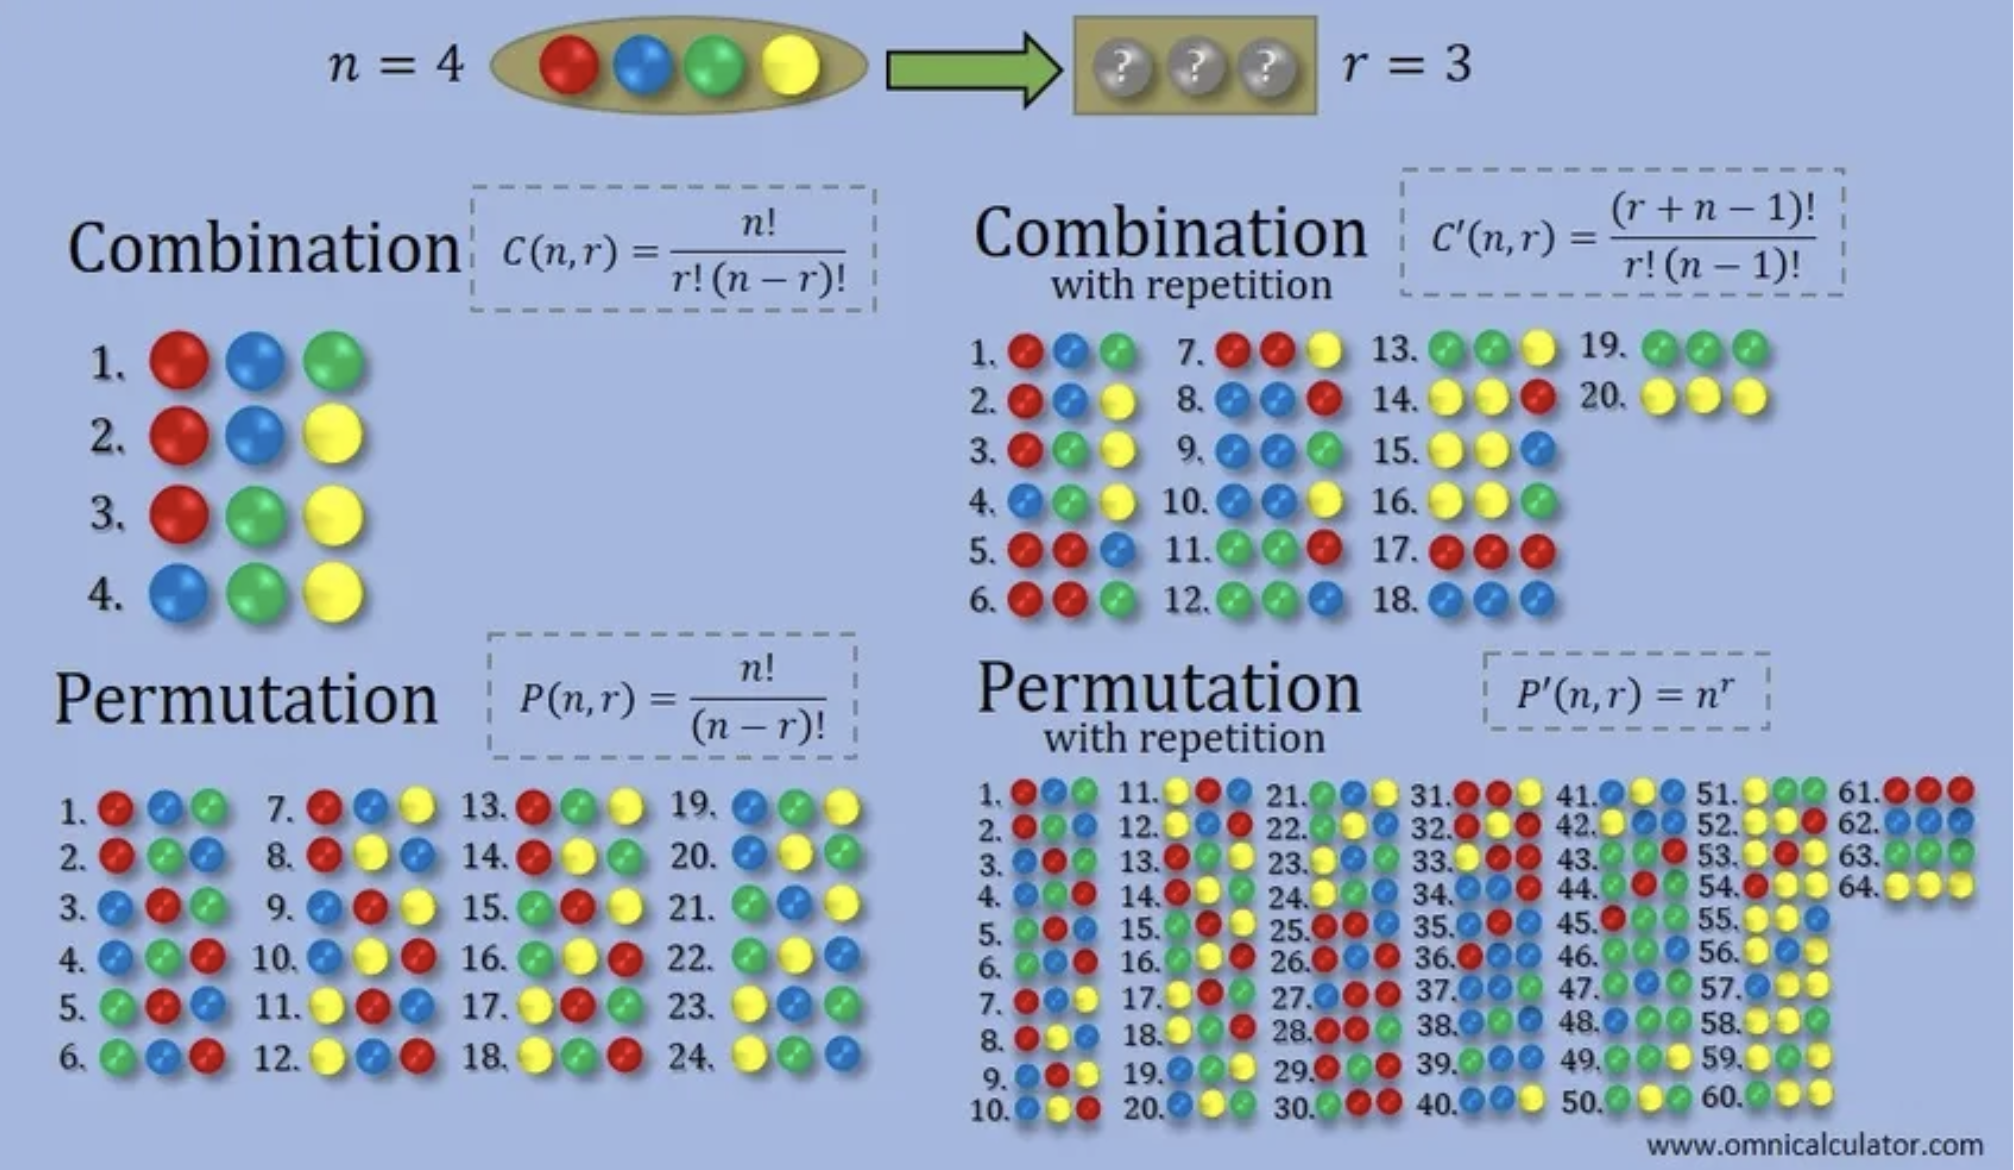 n = 4
? ? ?
r = 3
Combination
C(n, r) = n! / r! (n − r)!
1.
2.
3.
4.
Combination
with repetition
C′(n, r) = (r + n − 1)! / r! (n − 1)!
1. 7. 13. 19.
2. 8. 14. 20.
3. 9. 15.
4. 10. 16.
5. 11. 17.
6. 12. 18.
Permutation
P(n, r) = n! / (n − r)!
1. 7. 13. 19.
2. 8. 14. 20.
3. 9. 15. 21.
4. 10. 16. 22.
5. 11. 17. 23.
6. 12. 18. 24.
Permutation
with repetition
P′(n, r) = nʳ
1. 11. 21. 31. 41. 51. 61.
2. 12. 22. 32. 42. 52. 62.
3. 13. 23. 33. 43. 53. 63.
4. 14. 24. 34. 44. 54. 64.
5. 15. 25. 35. 45. 55.
6. 16. 26. 36. 46. 56.
7. 17. 27. 37. 47. 57.
8. 18. 28. 38. 48. 58.
9. 19. 29. 39. 49. 59.
10. 20. 30. 40. 50. 60.
www.omnicalculator.com